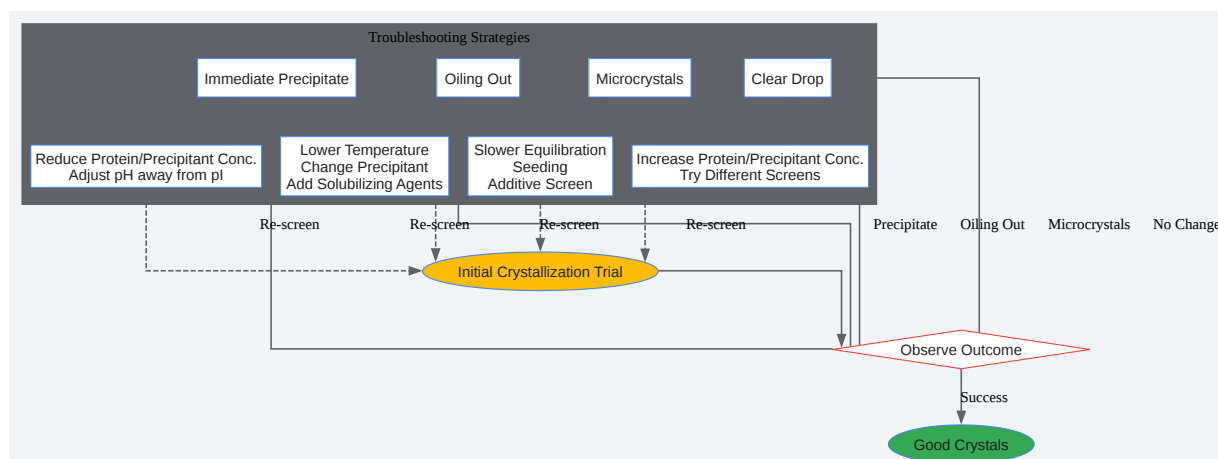 Troubleshooting Strategies
Immediate Precipitate
Oiling Out
Microcrystals
Clear Drop
Reduce Protein/Precipitant Conc.
Adjust pH away from pI
Lower Temperature
Change Precipitant
Add Solubilizing Agents
Slower Equilibration
Seeding
Additive Screen
Increase Protein/Precipitant Conc.
Try Different Screens
Re-screen
Re-screen
Re-screen
Re-screen
Precipitate
Oiling Out
Microcrystals
No Change
Initial Crystallization Trial
Observe Outcome
Success
Good Crystals